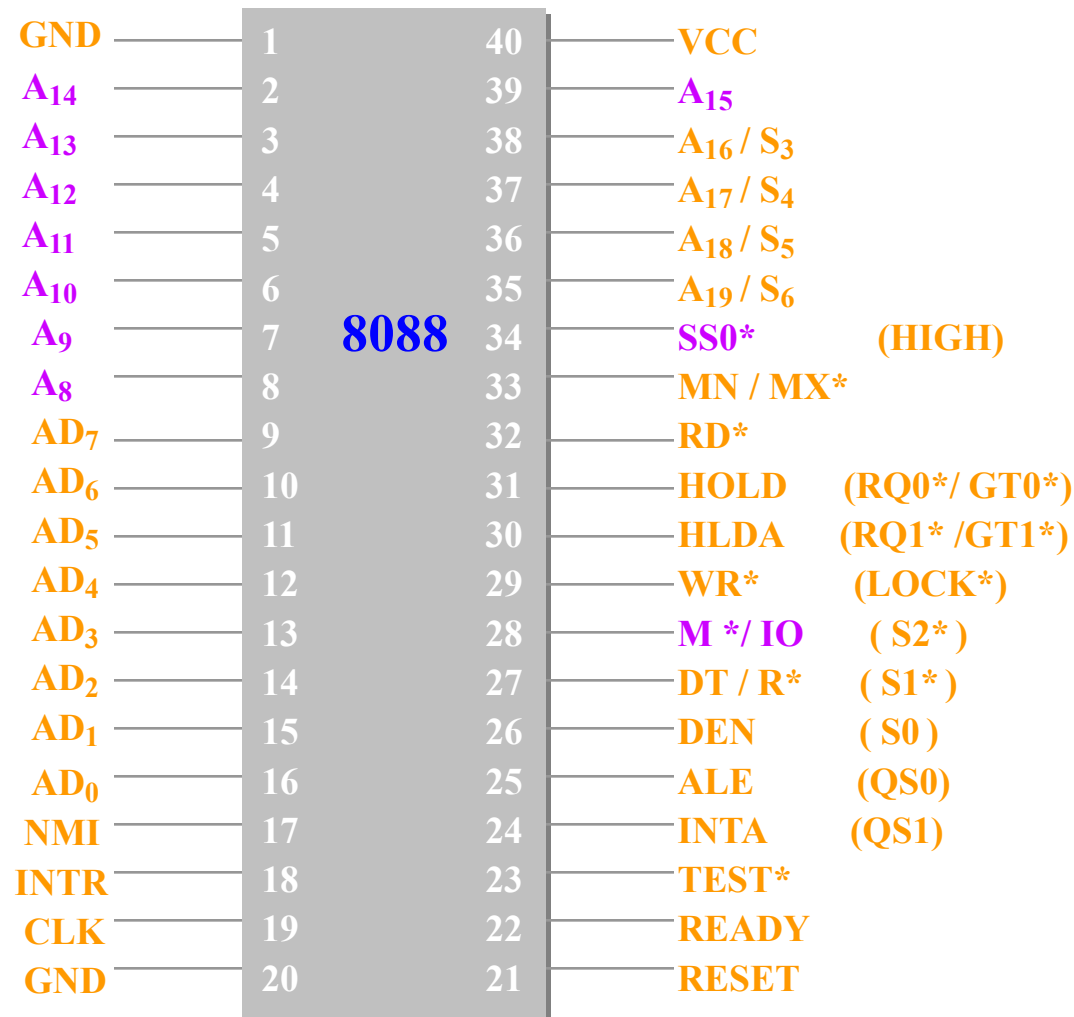 GND 1 40 VCC
A14 2 39 A15
A13 3 38 A16 / S3
A12 4 37 A17 / S4
A11 5 36 A18 / S5
A10 6 35 A19 / S6
A9 7 8088 34 SS0* (HIGH)
A8 8 33 MN / MX*
AD7 9 32 RD*
AD6 10 31 HOLD (RQ0*/ GT0*)
AD5 11 30 HLDA (RQ1* /GT1*)
AD4 12 29 WR* (LOCK*)
AD3 13 28 M */ IO ( S2* )
AD2 14 27 DT / R* ( S1* )
AD1 15 26 DEN ( S0 )
AD0 16 25 ALE (QS0)
NMI 17 24 INTA (QS1)
INTR 18 23 TEST*
CLK 19 22 READY
GND 20 21 RESET